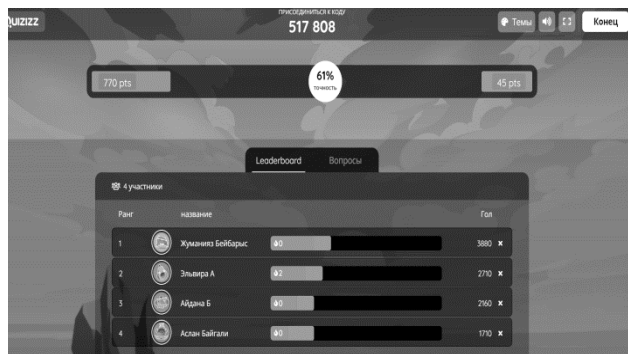 QUIZIZZ
ПРИСОЕДИНИТЬСЯ К КОДУ
517 808
Темы
Конец
770 pts
61%
точность
45 pts
Leaderboard Вопросы
4 участники
Ранг название Гол
1 Жуманияз Бейбарыс 0 3880
2 Эльвира А 2 2710
3 Айдана Б 0 2160
4 Аслан Байгали 0 1710